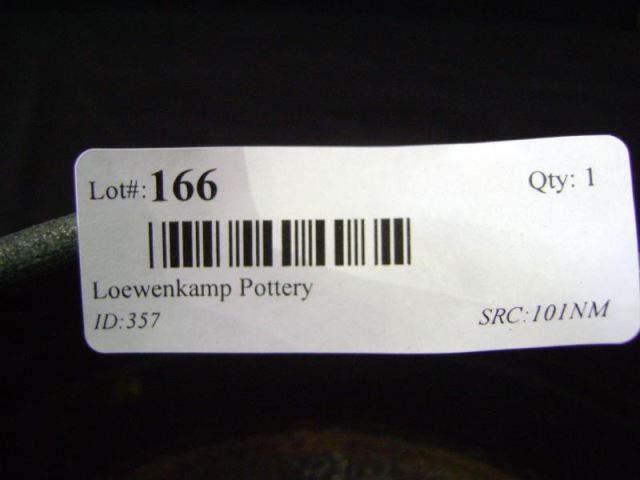 Lot#: 166 Qty: 1
Loewenkamp Pottery
ID:357 SRC:101NM